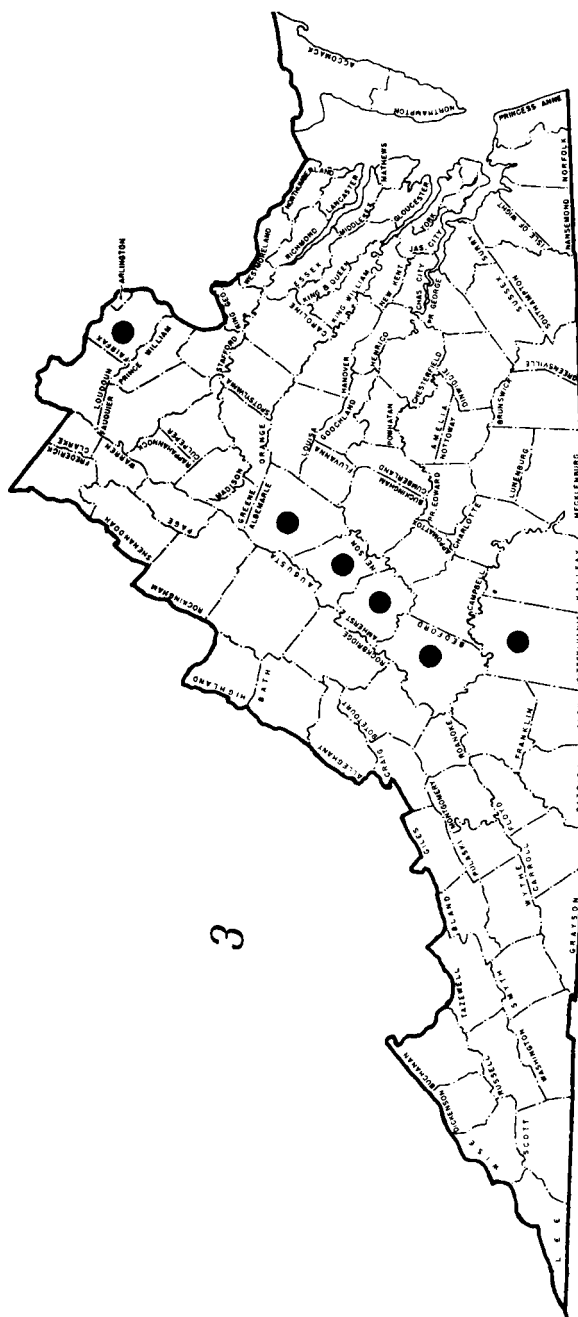 3
ACCOMACK
NORTHAMPTON
ARLINGTON
FAIRFAX
LOUDOUN
PRINCE WILLIAM
FAUQUIER
CLARKE
FREDERICK
WARREN
RAPPAHANNOCK
CULPEPER
MADISON
STAFFORD
KING GEO
WESTMORELAND
NORTHUMBERLAND
LANCASTER
RICHMOND
ESSEX
MIDDLESEX
MATHEWS
GLOUCESTER
KING & QUEEN
KING WILLIAM
CAROLINE
SPOTSYLVANIA
ORANGE
GREENE
ALBEMARLE
LOUISA
GOOCHLAND
FLUVANNA
HANOVER
HENRICO
NEW KENT
CHAS CITY
JAS CITY
YORK
PR GEORGE
SURRY
ISLE OF WIGHT
SUSSEX
SOUTHAMPTON
NANSEMOND
NORFOLK
PRINCESS ANNE
GREENSVILLE
BRUNSWICK
DINWIDDIE
CHESTERFIELD
POWHATAN
AMELIA
NOTTOWAY
CUMBERLAND
BUCKINGHAM
PR EDWARD
LUNENBURG
MECKLENBURG
CHARLOTTE
APPOMATTOX
CAMPBELL
NELSON
AMHERST
BEDFORD
ROCKBRIDGE
AUGUSTA
PAGE
SHENANDOAH
ROCKINGHAM
HIGHLAND
BATH
ALLEGHANY
CRAIG
BOTETOURT
ROANOKE
FRANKLIN
MONTGOMERY
FLOYD
GILES
PULASKI
CARROLL
WYTHE
BLAND
GRAYSON
TAZEWELL
SMYTH
WASHINGTON
BUCHANAN
RUSSELL
DICKENSON
WISE
SCOTT
LEE